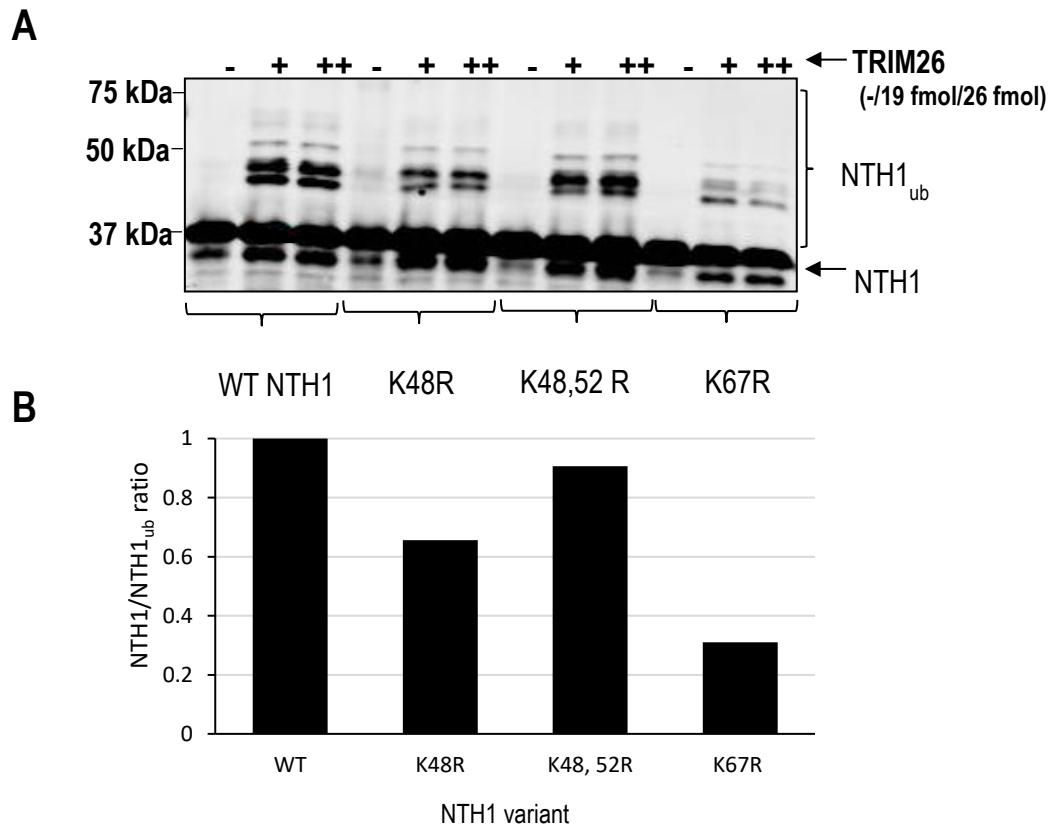 A
- + ++ - + ++ - + ++ - + ++ TRIM26
(-/19 fmol/26 fmol)
75 kDa
50 kDa
37 kDa
NTH1ub
NTH1
WT NTH1 K48R K48,52 R K67R
B
NTH1/NTH1ub ratio
1
0.8
0.6
0.4
0.2
0
WT K48R K48, 52R K67R
NTH1 variant